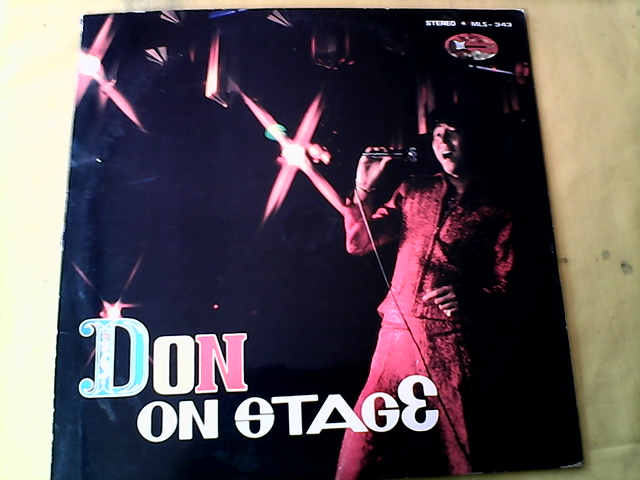 STEREO • MLS-343
DON
ON STAGE